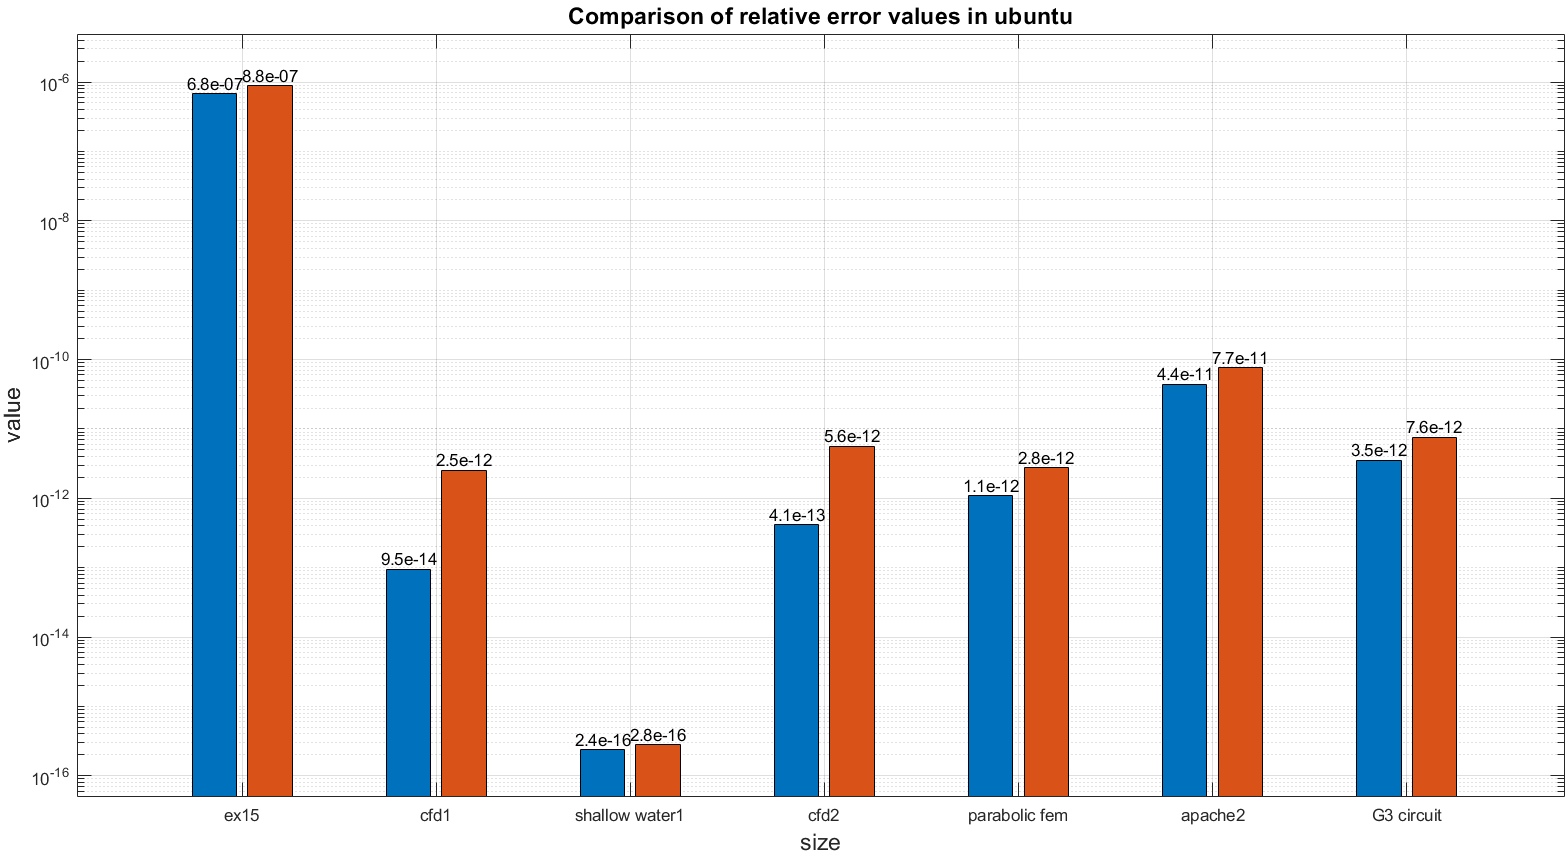 Comparison of relative error values in ubuntu
10^-6
10^-8
10^-10
10^-12
10^-14
10^-16
value
6.8e-07
8.8e-07
9.5e-14
2.5e-12
2.4e-16
2.8e-16
4.1e-13
5.6e-12
1.1e-12
2.8e-12
4.4e-11
7.7e-11
3.5e-12
7.6e-12
ex15
cfd1
shallow water1
cfd2
parabolic fem
apache2
G3 circuit
size